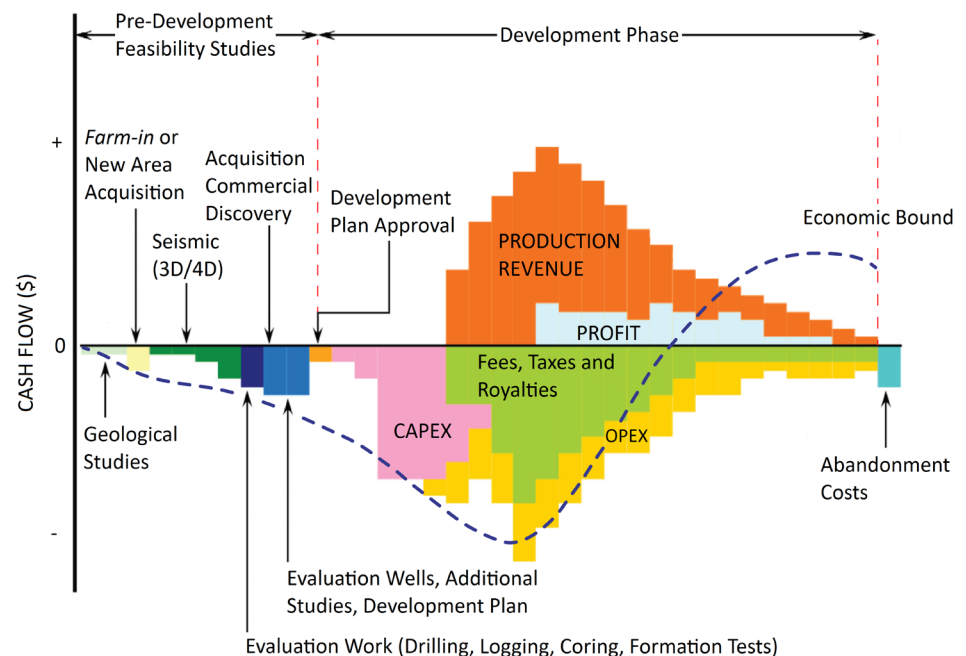 Pre-Development
Feasibility Studies
Development Phase
+
Farm-in or
New Area
Acquisition
Acquisition
Commercial
Discovery
Seismic
(3D/4D)
Development
Plan Approval
Economic Bound
PRODUCTION
REVENUE
PROFIT
0
CASH FLOW ($)
Fees, Taxes and
Royalties
CAPEX
OPEX
Geological
Studies
Abandonment
Costs
-
Evaluation Wells, Additional
Studies, Development Plan
Evaluation Work (Drilling, Logging, Coring, Formation Tests)